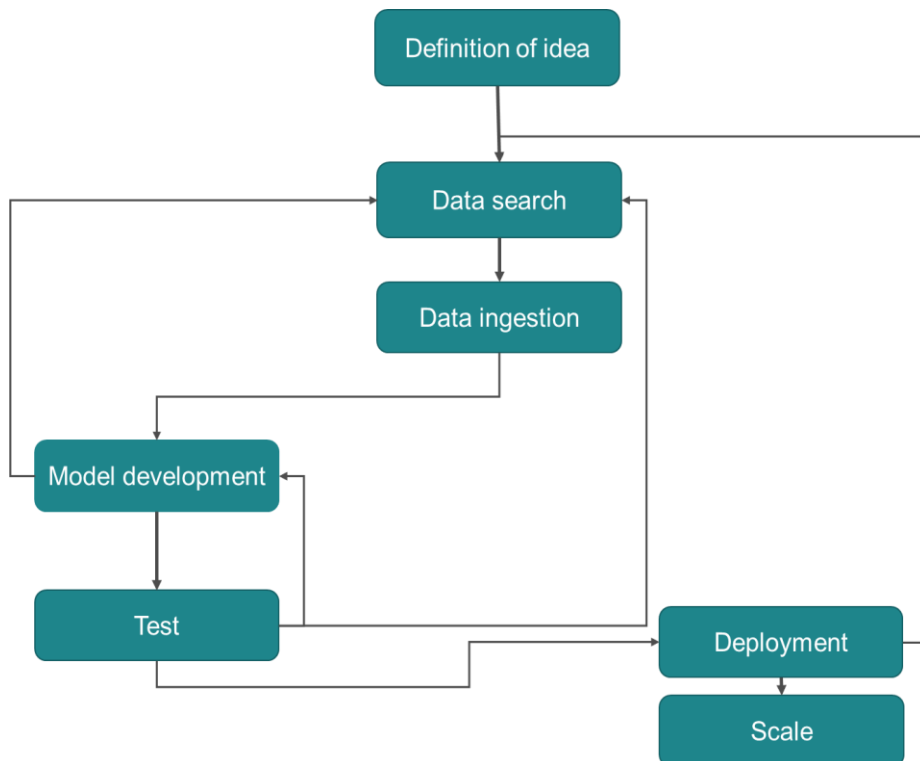 Definition of idea
Data search
Data ingestion
Model development
Test
Deployment
Scale